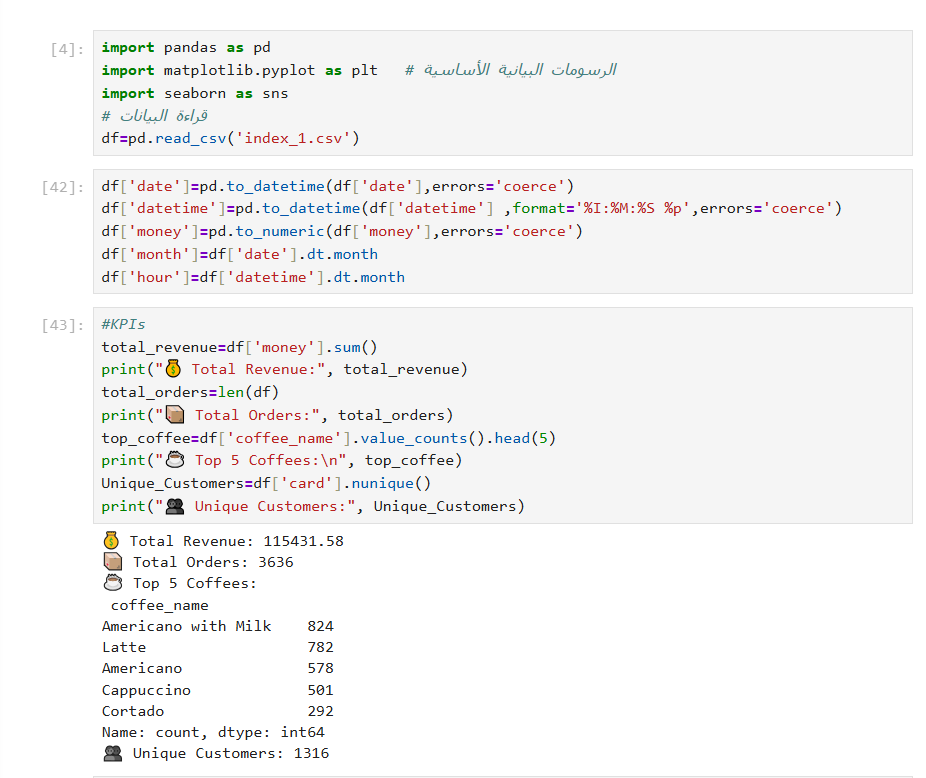 [4]:
import pandas as pd
import matplotlib.pyplot as plt   # الرسومات البيانية الأساسية
import seaborn as sns
# قراءة البيانات
df=pd.read_csv('index_1.csv')
[42]:
df['date']=pd.to_datetime(df['date'],errors='coerce')
df['datetime']=pd.to_datetime(df['datetime'] ,format='%I:%M:%S %p',errors='coerce')
df['money']=pd.to_numeric(df['money'],errors='coerce')
df['month']=df['date'].dt.month
df['hour']=df['datetime'].dt.month
[43]:
#KPIs
total_revenue=df['money'].sum()
print("💰 Total Revenue:", total_revenue)
total_orders=len(df)
print("📦 Total Orders:", total_orders)
top_coffee=df['coffee_name'].value_counts().head(5)
print("☕ Top 5 Coffees:\n", top_coffee)
Unique_Customers=df['card'].nunique()
print("👥 Unique Customers:", Unique_Customers)
💰 Total Revenue: 115431.58
📦 Total Orders: 3636
☕ Top 5 Coffees:
coffee_name
Americano with Milk    824
Latte                  782
Americano              578
Cappuccino             501
Cortado                292
Name: count, dtype: int64
👥 Unique Customers: 1316